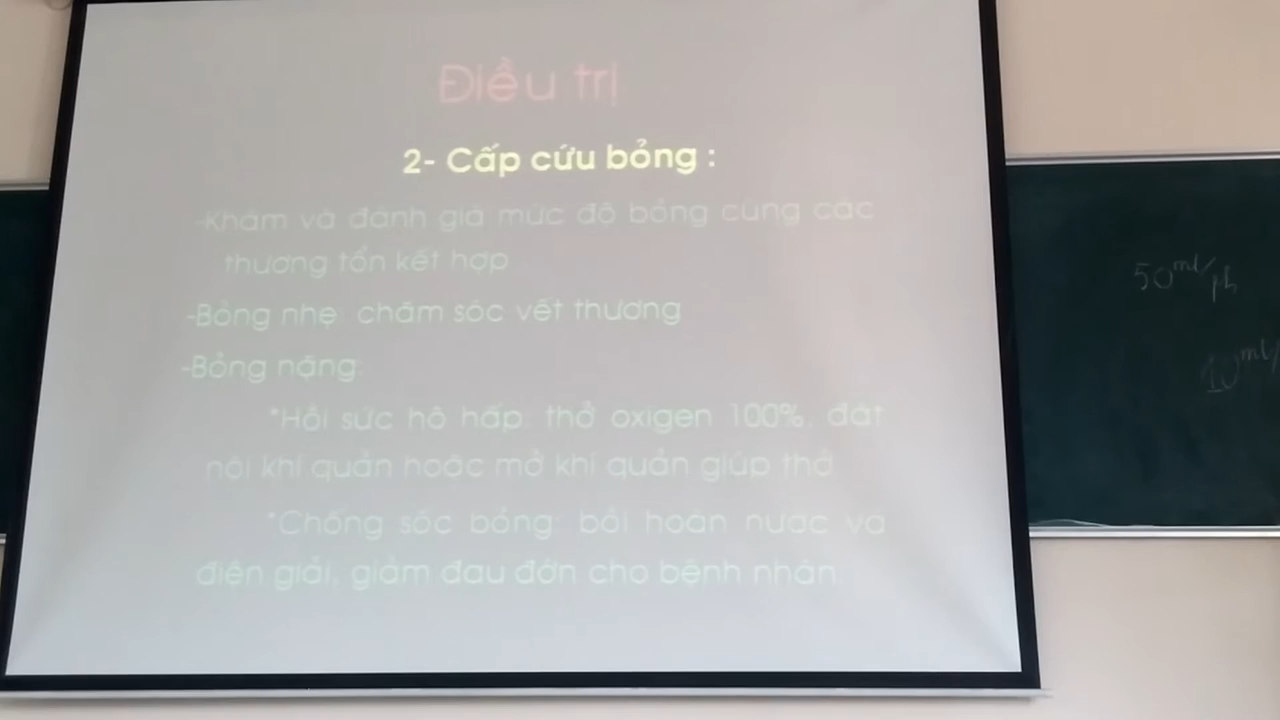 Điều trị
2- Cấp cứu bỏng :
-Khám và đánh giá mức độ bỏng cùng các
thương tổn kết hợp
-Bỏng nhẹ: chăm sóc vết thương
-Bỏng nặng:
*Hồi sức hô hấp: thở oxigen 100%, đặt
nội khí quản hoặc mở khí quản giúp thở
*Chống sốc bỏng: bồi hoàn nước và
điện giải, giảm đau đớn cho bệnh nhân
50ml/ph
10ml/